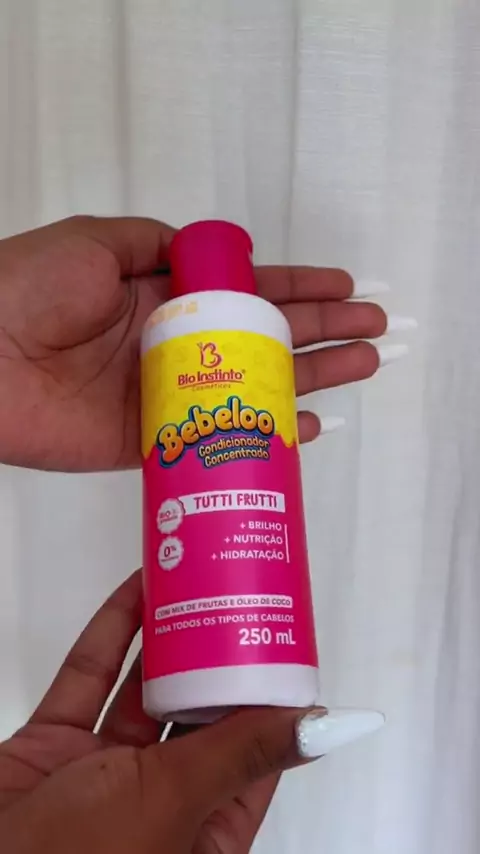 Bio Instinto
Cosméticos
Bebeloo
Condicionador
Concentrado
TUTTI FRUTTI
+ BRILHO
+ NUTRIÇÃO
+ HIDRATAÇÃO
0%
COM MIX DE FRUTAS E ÓLEO DE COCO
PARA TODOS OS TIPOS DE CABELOS
250 mL